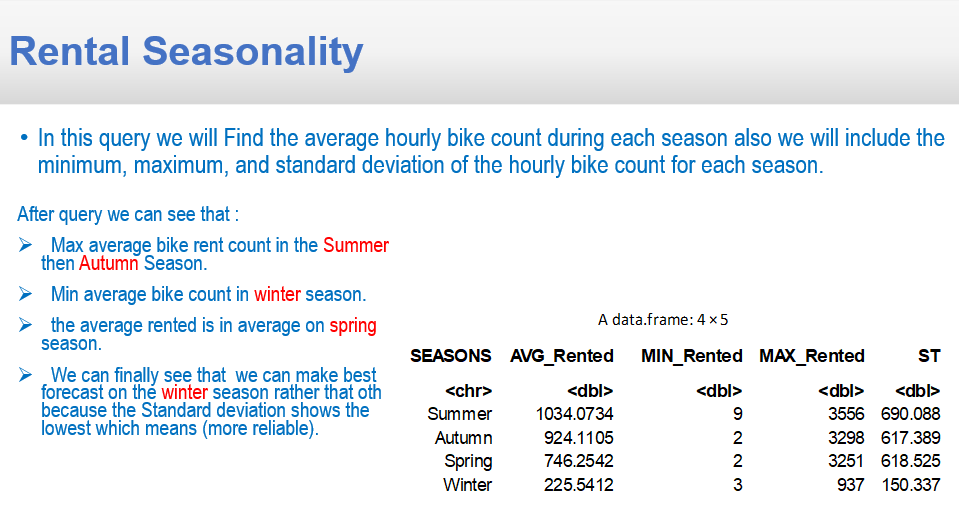 Rental Seasonality
• In this query we will Find the average hourly bike count during each season also we will include the
minimum, maximum, and standard deviation of the hourly bike count for each season.
After query we can see that :
➢ Max average bike rent count in the Summer
then Autumn Season.
➢ Min average bike count in winter season.
➢ the average rented is in average on spring
season.
➢ We can finally see that we can make best
forecast on the winter season rather that oth
because the Standard deviation shows the
lowest which means (more reliable).
A data.frame: 4 × 5
SEASONS AVG_Rented MIN_Rented MAX_Rented ST
<chr> <dbl> <dbl> <dbl> <dbl>
Summer 1034.0734 9 3556 690.088
Autumn 924.1105 2 3298 617.389
Spring 746.2542 2 3251 618.525
Winter 225.5412 3 937 150.337